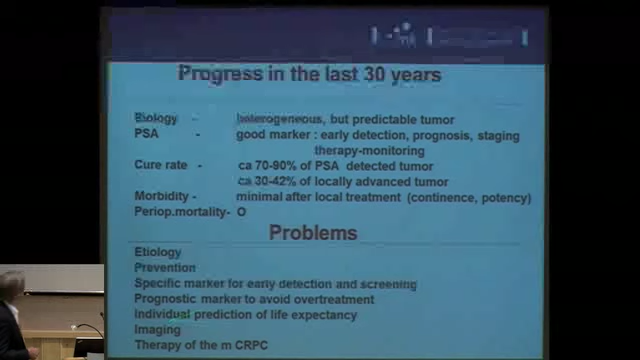 Progress in the last 30 years
Biology - heterogeneous, but predictable tumor
PSA - good marker : early detection, prognosis, staging
therapy-monitoring
Cure rate - ca 70-90% of PSA detected tumor
ca 30-42% of locally advanced tumor
Morbidity - minimal after local treatment (continence, potency)
Periop.mortality- O
Problems
Etiology
Prevention
Specific marker for early detection and screening
Prognostic marker to avoid overtreatment
Individual prediction of life expectancy
Imaging
Therapy of the m CRPC